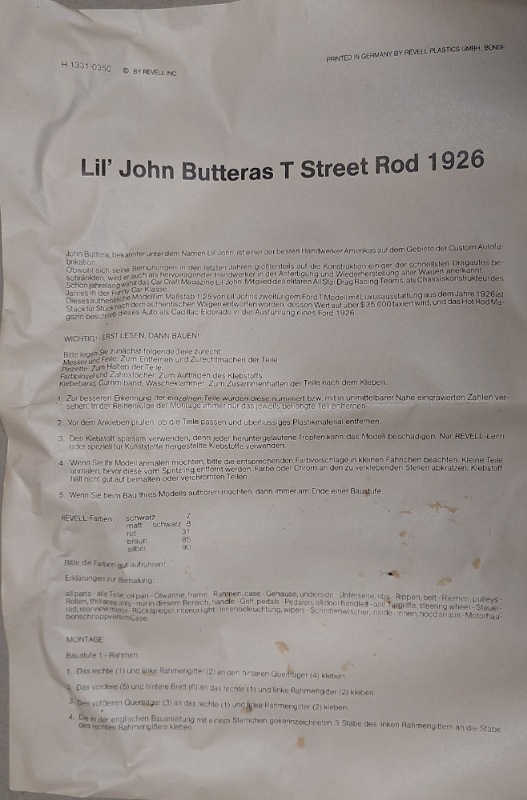 H 1331-0350 © BY REVELL INC.
PRINTED IN GERMANY BY REVELL PLASTICS GMBH, BÜNDE
Lil' John Butteras T Street Rod 1926
John Buttera, bekannter unter dem Namen Lil' John, ist einer der besten Handwerker Amerikas auf dem Gebiete der Custom Autofa-
brikation.
Obwohl sich seine Bemühungen in den letzten Jahren größtenteils auf die Konstruktion einiger der schnellsten Dragautos be-
schränkten, wird er auch als hervorragender Handwerker in der Anfertigung und Wiederherstellung alter Wagen anerkannt.
Schon jahrelang wählt das Car Craft Magazine Lil' John, Mitglied des elitären All Star Drag Racing Teams, als Chassiskonstrukteur des
Jahres in der Funny Car Klasse.
Dieses authentische Modell im Maßstab 1:25 von Lil' Johns zweitürigem Ford T Modell mit Luxusausstattung aus dem Jahre 1926 ist
Stück für Stück nach dem authentischen Wagen entworfen worden, dessen Wert auf über $ 35 000 taxiert wird, und das Hot Rod Ma-
gazin beschrieb dieses Auto als Cadillac Eldorado in der Ausführung eines Ford 1926.
WICHTIG! ERST LESEN, DANN BAUEN!
Bitte legen Sie zunächst folgende Teile zurecht
Messer und Feile: Zum Entfernen und Zurechtmachen der Teile
Pinzette: Zum Halten der Teile
Farbpinsel und Zahnstocher: Zum Auftragen des Klebstoffs
Klebeband, Gummiband, Wäscheklammer: Zum Zusammenhalten der Teile nach dem Kleben.
1. Zur besseren Erkennung der einzelnen Teile wurden diese numeriert bzw. mit in unmittelbarer Nähe eingravierten Zahlen ver-
sehen. In der Reihenfolge der Montage immer nur das jeweils benötigte Teil entfernen.
2. Vor dem Ankleben prüfen, ob die Teile passen und überflüssiges Plastikmaterial entfernen.
3. Den Klebstoff sparsam verwenden, denn jeder heruntergelaufene Tropfen kann das Modell beschädigen. Nur REVELL-Leim
oder speziell für Kunststoffe hergestellte Klebstoffe verwenden.
4. Wenn Sie Ihr Modell anmalen möchten, bitte die entsprechenden Farbvorschläge in kleinen Fähnchen beachten. Kleine Teile
anmalen, bevor diese vom Spritzling entfernt werden. Farbe oder Chrom an den zu verklebenden Stellen abkratzen. Klebstoff
hält nicht gut auf bemalten oder verchromten Teilen.
5. Wenn Sie beim Bau Ihres Modells aufhören möchten, dann immer am Ende einer Baustufe
REVELL-Farben: schwarz 7
matt schwarz 8
rot 31
braun 85
silber 90
Bitte die Farben gut aufrühren!
Erklärungen zur Bemalung:
all parts - alle Teile, oil pan - Ölwanne, frame - Rahmen, case - Gehäuse, underside - Unterseite, ribs - Rippen, belt - Riemen, pulleys -
Rollen, this area only - nur in diesem Bereich, handle - Griff, pedals - Pedalen, all door handles - alle Türgriffe, steering wheel - Steuer-
rad, rear view mirror - Rückspiegel, interior light - Innenbeleuchtung, wipers - Scheibenwischer, inside - innen, hood snaps - Motorhau-
benschnappverschlüsse.
MONTAGE
Baustufe 1 - Rahmen
1. Das rechte (1) und linke Rahmengitter (2) an den hinteren Querträger (4) kleben.
2. Das vordere (5) und hintere Brett (6) an das rechte (1) und linke Rahmengitter (2) kleben.
3. Den vorderen Querträger (3) an das rechte (1) und linke Rahmengitter (2) kleben.
4. Die in der englischen Bauanleitung mit einem Sternchen gekennzeichneten 3 Stäbe des linken Rahmengitters an die Stäbe
des rechten Rahmengitters kleben.